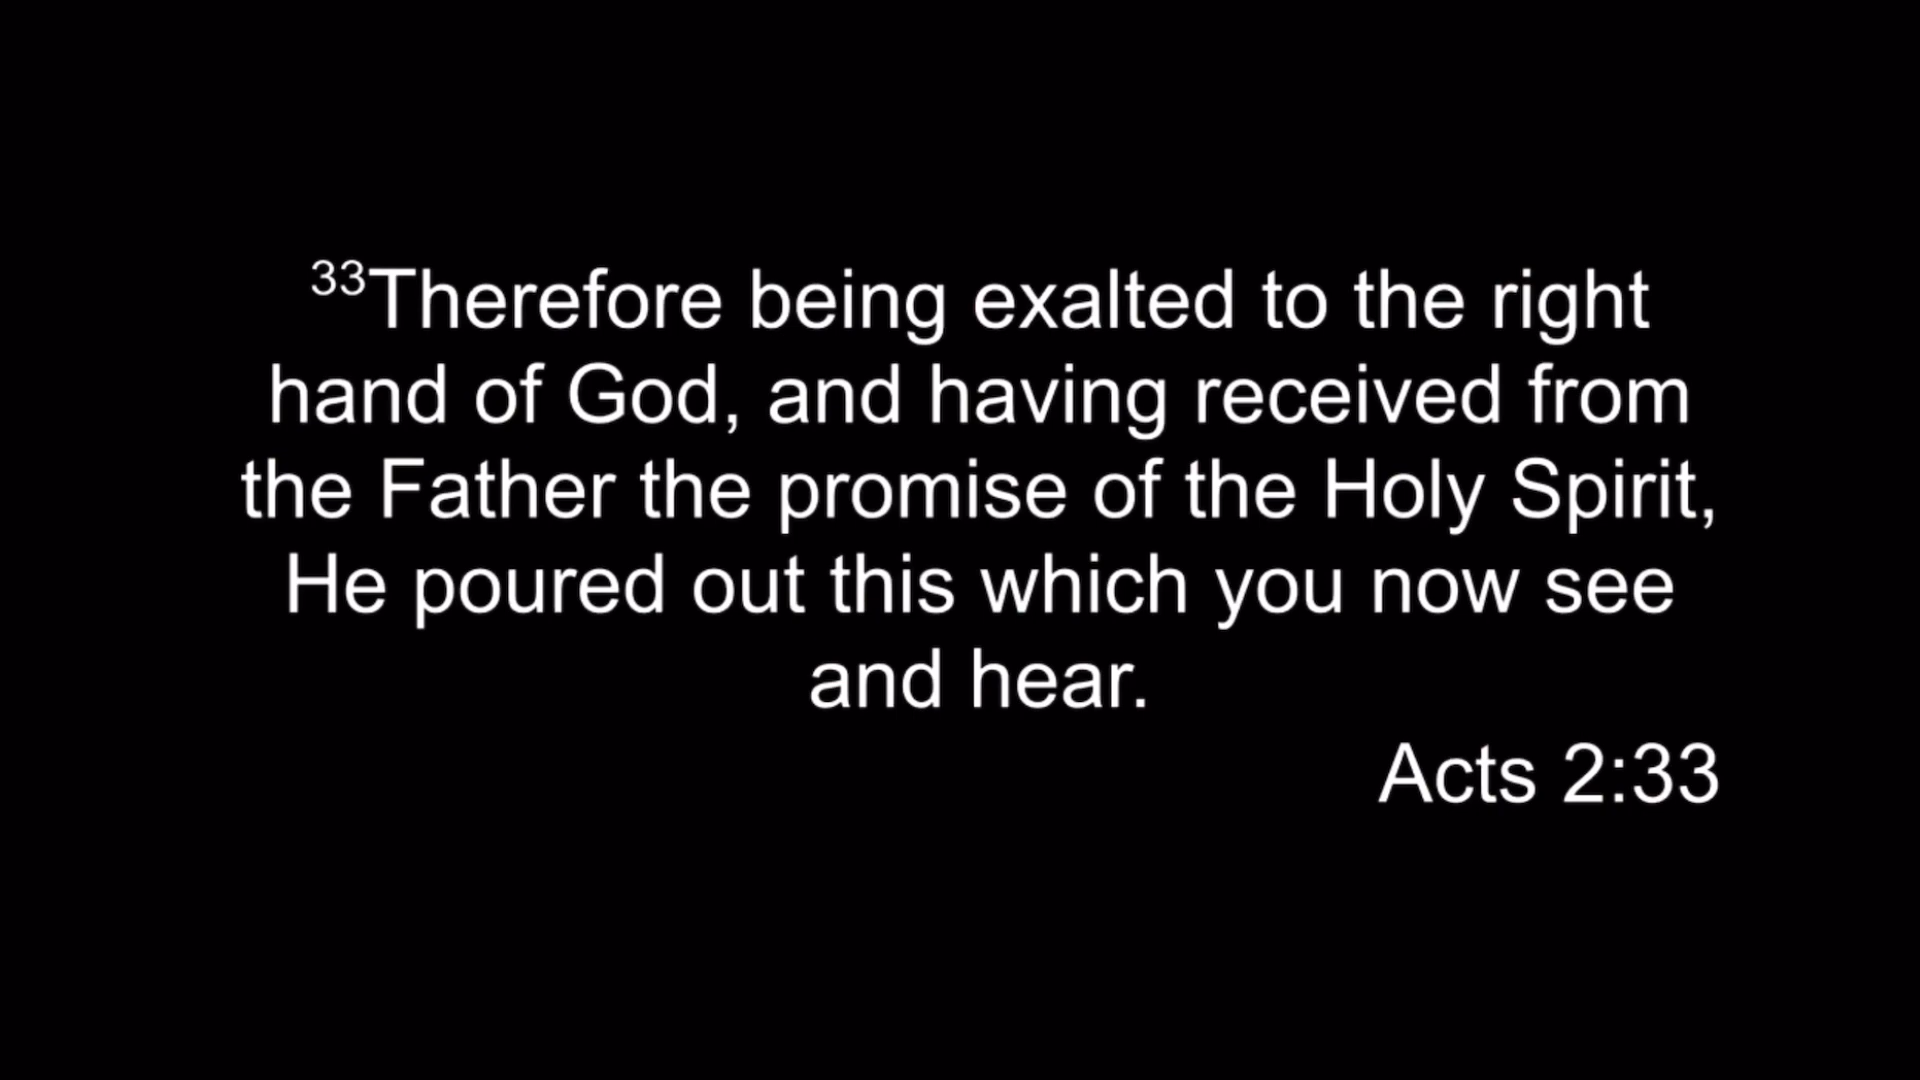 33Therefore being exalted to the right
hand of God, and having received from
the Father the promise of the Holy Spirit,
He poured out this which you now see
and hear.
Acts 2:33